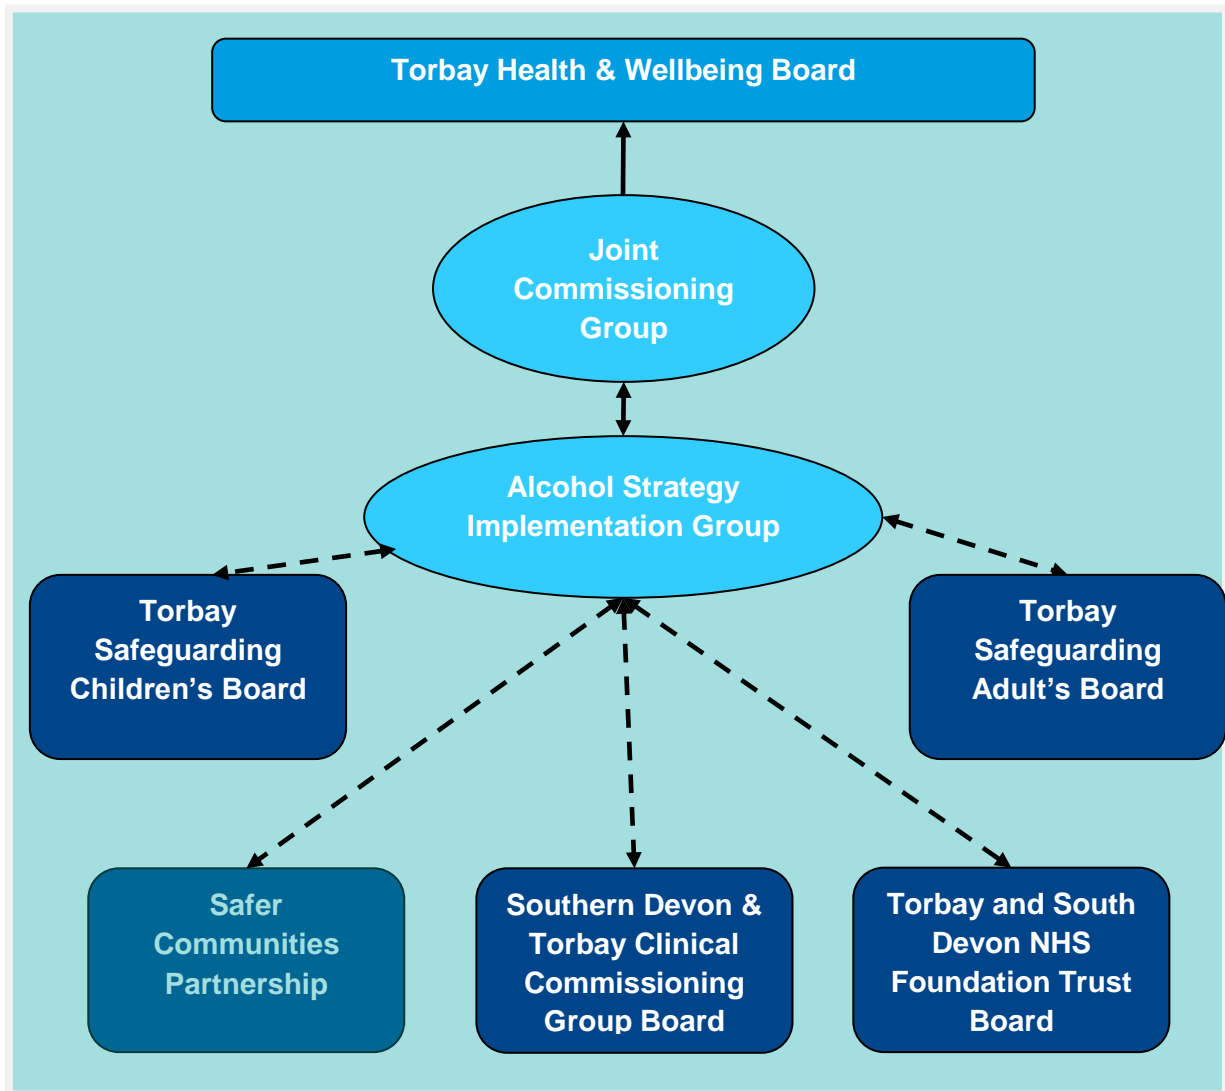 Torbay Health & Wellbeing Board
Joint
Commissioning
Group
Alcohol Strategy
Implementation Group
Torbay
Safeguarding
Children’s Board
Torbay
Safeguarding
Adult’s Board
Safer
Communities
Partnership
Southern Devon &
Torbay Clinical
Commissioning
Group Board
Torbay and South
Devon NHS
Foundation Trust
Board